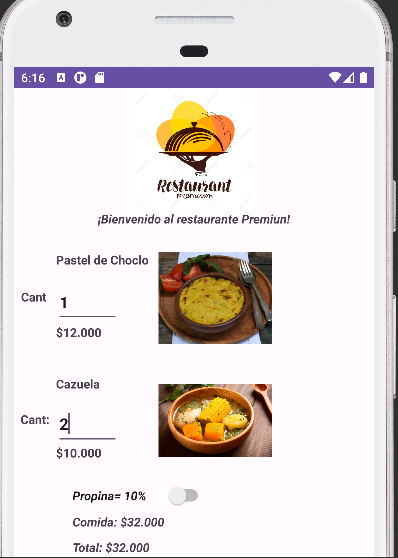 6:16
Restaurant
¡Bienvenido al restaurante Premiun!
Pastel de Choclo
Cant
1
$12.000
Cazuela
Cant:
2
$10.000
Propina= 10%
Comida: $32.000
Total: $32.000